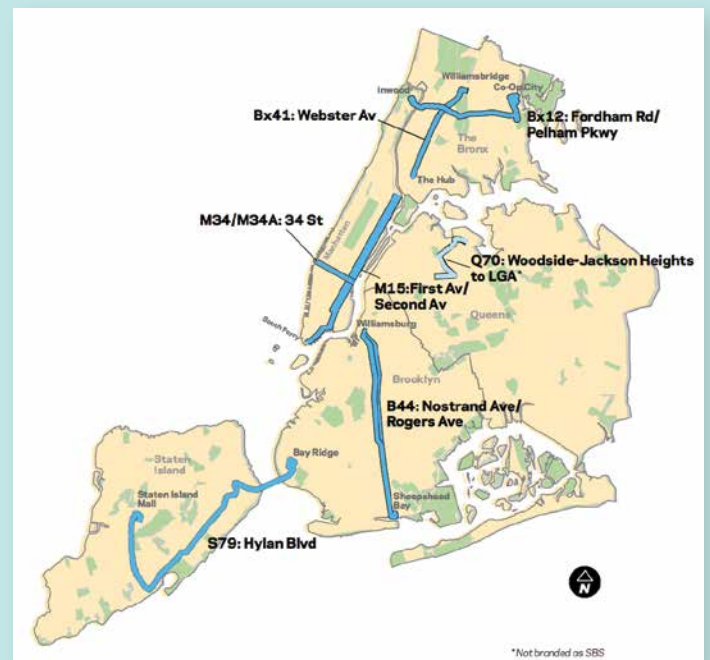 Williamsbridge
Inwood
Co-Op City
Bx41: Webster Av
Bx12: Fordham Rd/
Pelham Pkwy
The
Bronx
The Hub
M34/M34A: 34 St
Manhattan
Q70: Woodside-Jackson Heights
to LGA*
M15:First Av/
Second Av
Queens
South Ferry
Williamsburg
Brooklyn
B44: Nostrand Ave/
Rogers Ave
Bay Ridge
Staten
Island
Staten Island
Mall
Sheepshead
Bay
S79: Hylan Blvd
N
*Not branded as SBS